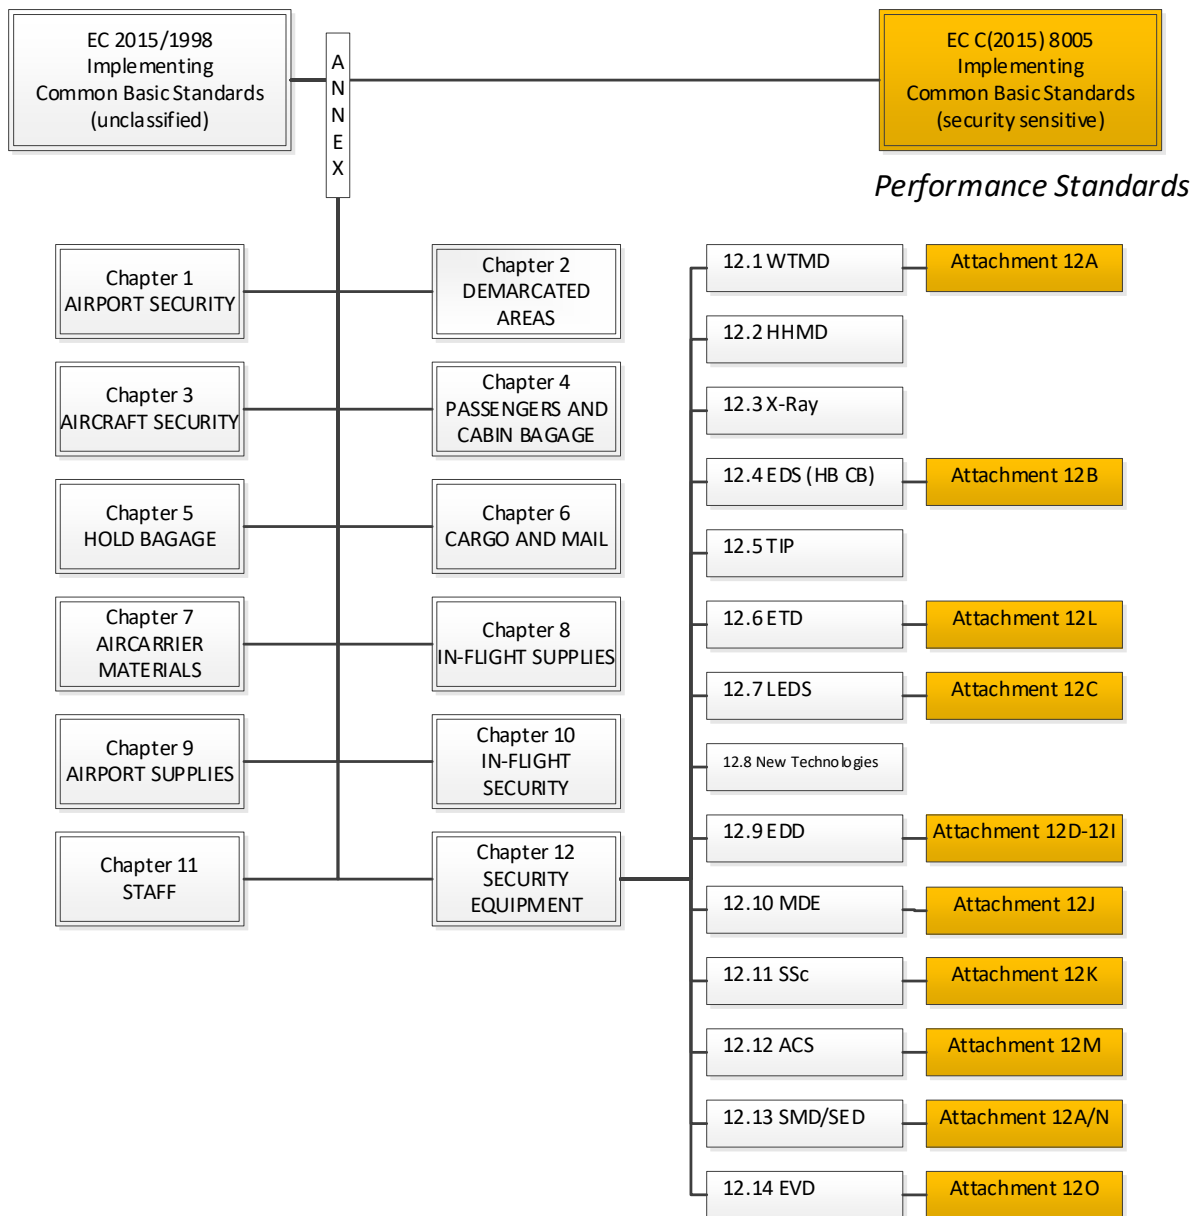 EC 2015/1998
Implementing
Common Basic Standards
(unclassified)
A
N
N
E
X
EC C(2015) 8005
Implementing
Common Basic Standards
(security sensitive)
Performance Standards
Chapter 1
AIRPORT SECURITY
Chapter 2
DEMARCATED
AREAS
Chapter 3
AIRCRAFT SECURITY
Chapter 4
PASSENGERS AND
CABIN BAGAGE
Chapter 5
HOLD BAGAGE
Chapter 6
CARGO AND MAIL
Chapter 7
AIRCARRIER
MATERIALS
Chapter 8
IN-FLIGHT SUPPLIES
Chapter 9
AIRPORT SUPPLIES
Chapter 10
IN-FLIGHT
SECURITY
Chapter 11
STAFF
Chapter 12
SECURITY
EQUIPMENT
12.1 WTMD
Attachment 12A
12.2 HHMD
12.3 X-Ray
12.4 EDS (HB CB)
Attachment 12B
12.5 TIP
12.6 ETD
Attachment 12L
12.7 LEDS
Attachment 12C
12.8 New Technologies
12.9 EDD
Attachment 12D-12I
12.10 MDE
Attachment 12J
12.11 SSc
Attachment 12K
12.12 ACS
Attachment 12M
12.13 SMD/SED
Attachment 12A/N
12.14 EVD
Attachment 12O